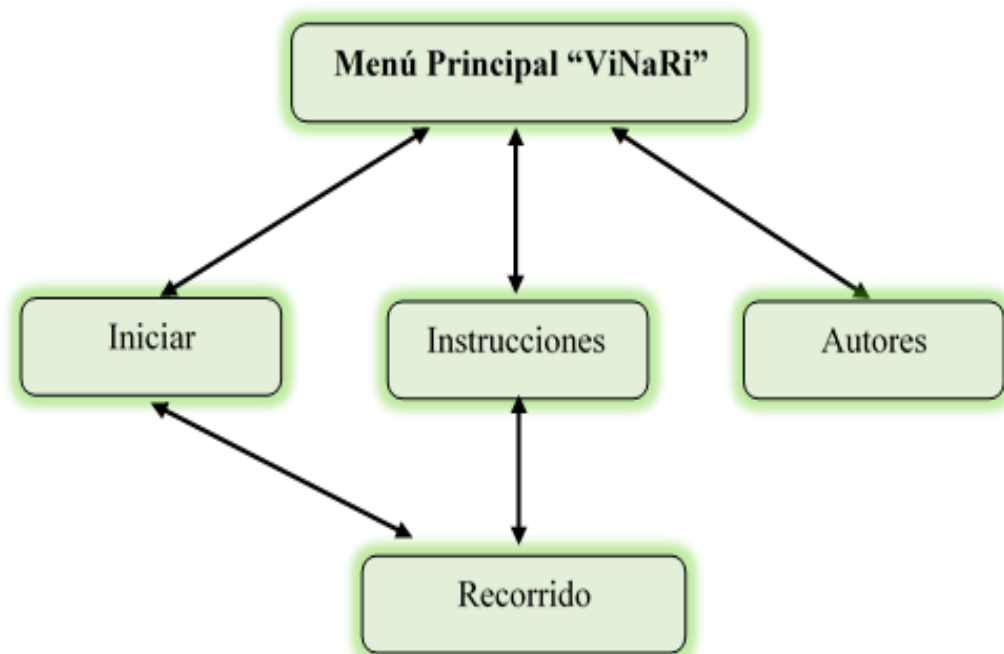 Menú Principal “ViNaRi”
Iniciar
Instrucciones
Autores
Recorrido